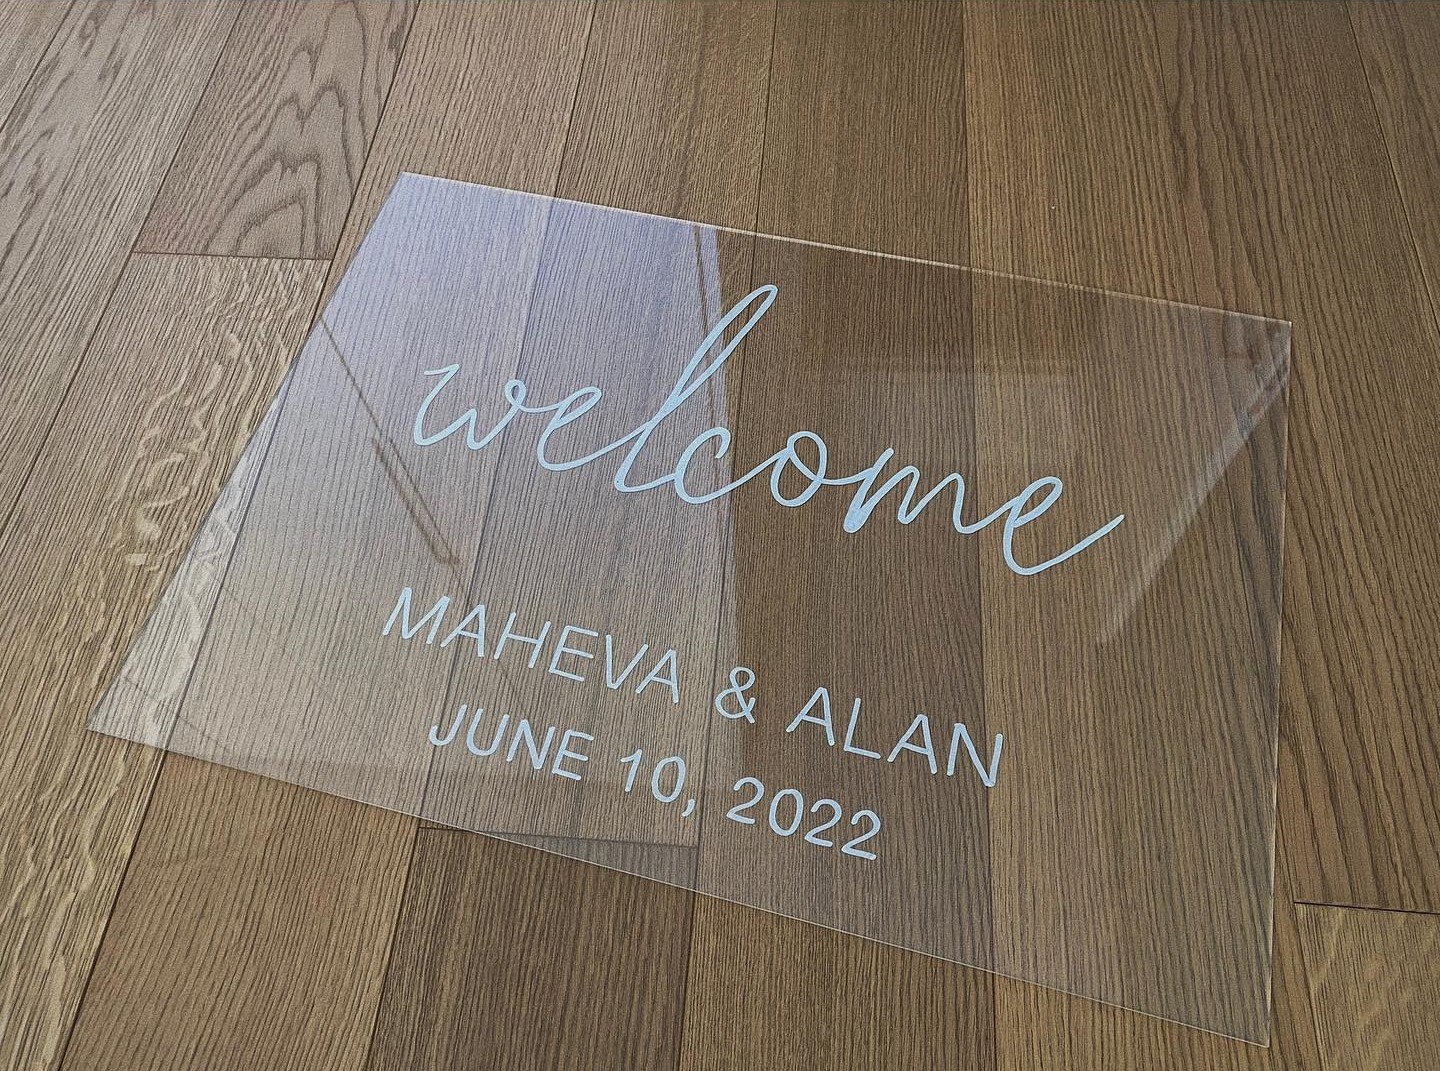 welcome
MAHEVA & ALAN
JUNE 10, 2022